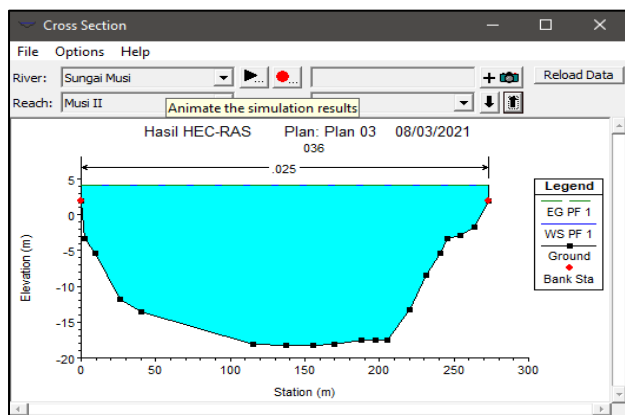 Cross Section
File Options Help
River: Sungai Musi Reload Data
Reach: Musi II
Animate the simulation results
Hasil HEC-RAS Plan: Plan 03 08/03/2021
036
.025
Legend
EG PF 1
WS PF 1
Ground
Bank Sta
Elevation (m)
5
0
-5
-10
-15
-20
0 50 100 150 200 250 300
Station (m)